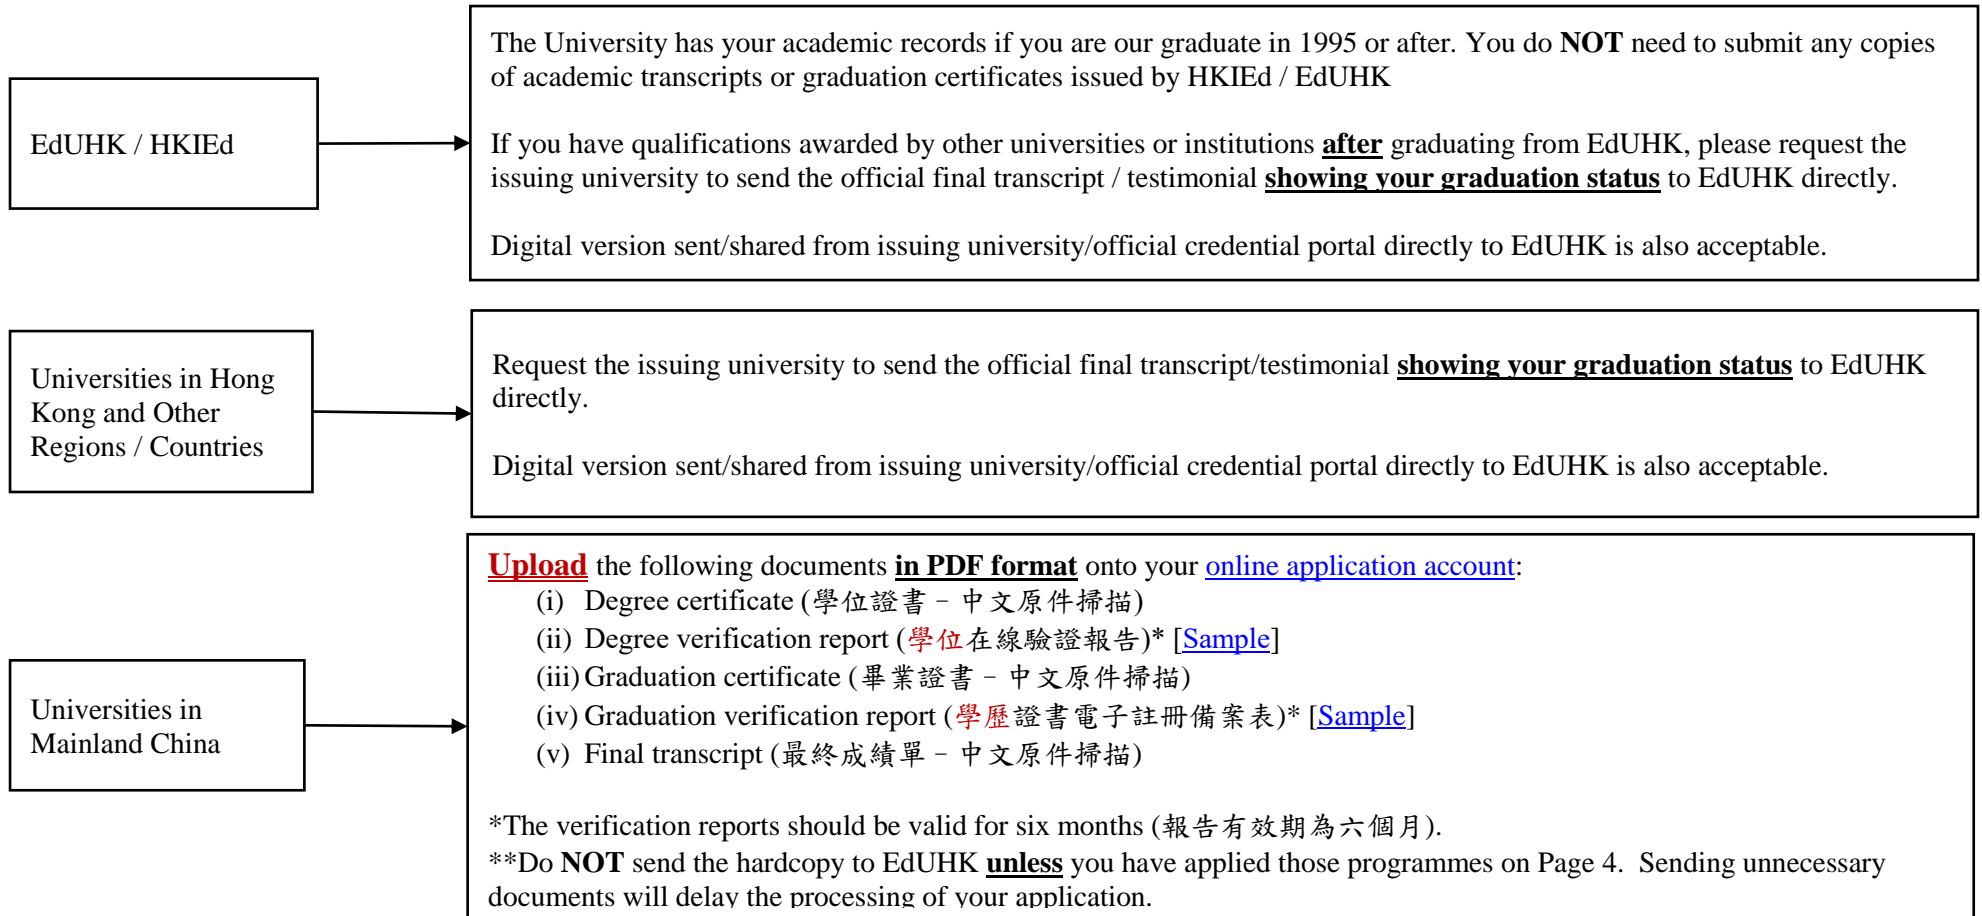 EdUHK / HKIEd
The University has your academic records if you are our graduate in 1995 or after. You do NOT need to submit any copies
of academic transcripts or graduation certificates issued by HKIEd / EdUHK
If you have qualifications awarded by other universities or institutions after graduating from EdUHK, please request the
issuing university to send the official final transcript / testimonial showing your graduation status to EdUHK directly.
Digital version sent/shared from issuing university/official credential portal directly to EdUHK is also acceptable.
Universities in Hong
Kong and Other
Regions / Countries
Request the issuing university to send the official final transcript/testimonial showing your graduation status to EdUHK
directly.
Digital version sent/shared from issuing university/official credential portal directly to EdUHK is also acceptable.
Universities in
Mainland China
Upload the following documents in PDF format onto your online application account:
(i) Degree certificate (學位證書 – 中文原件掃描)
(ii) Degree verification report (學位在線驗證報告)* [Sample]
(iii) Graduation certificate (畢業證書 – 中文原件掃描)
(iv) Graduation verification report (學歷證書電子註冊備案表)* [Sample]
(v) Final transcript (最終成績單 – 中文原件掃描)
*The verification reports should be valid for six months (報告有效期為六個月).
**Do NOT send the hardcopy to EdUHK unless you have applied those programmes on Page 4. Sending unnecessary
documents will delay the processing of your application.